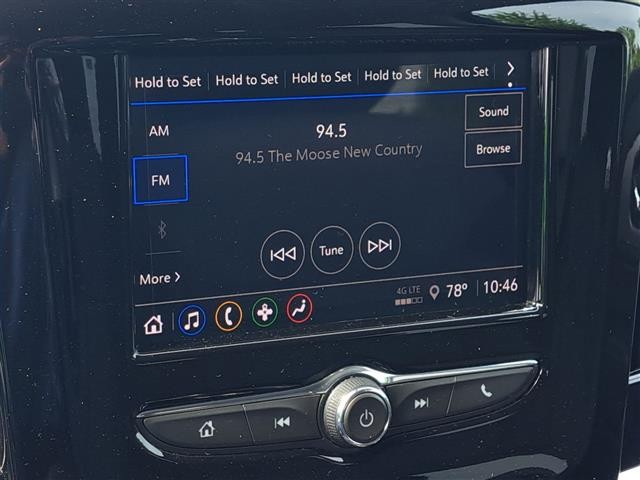 Hold to Set Hold to Set Hold to Set Hold to Set Hold to Set
AM
94.5
Sound
94.5 The Moose New Country
Browse
FM
Tune
More
4G LTE
78° 10:46